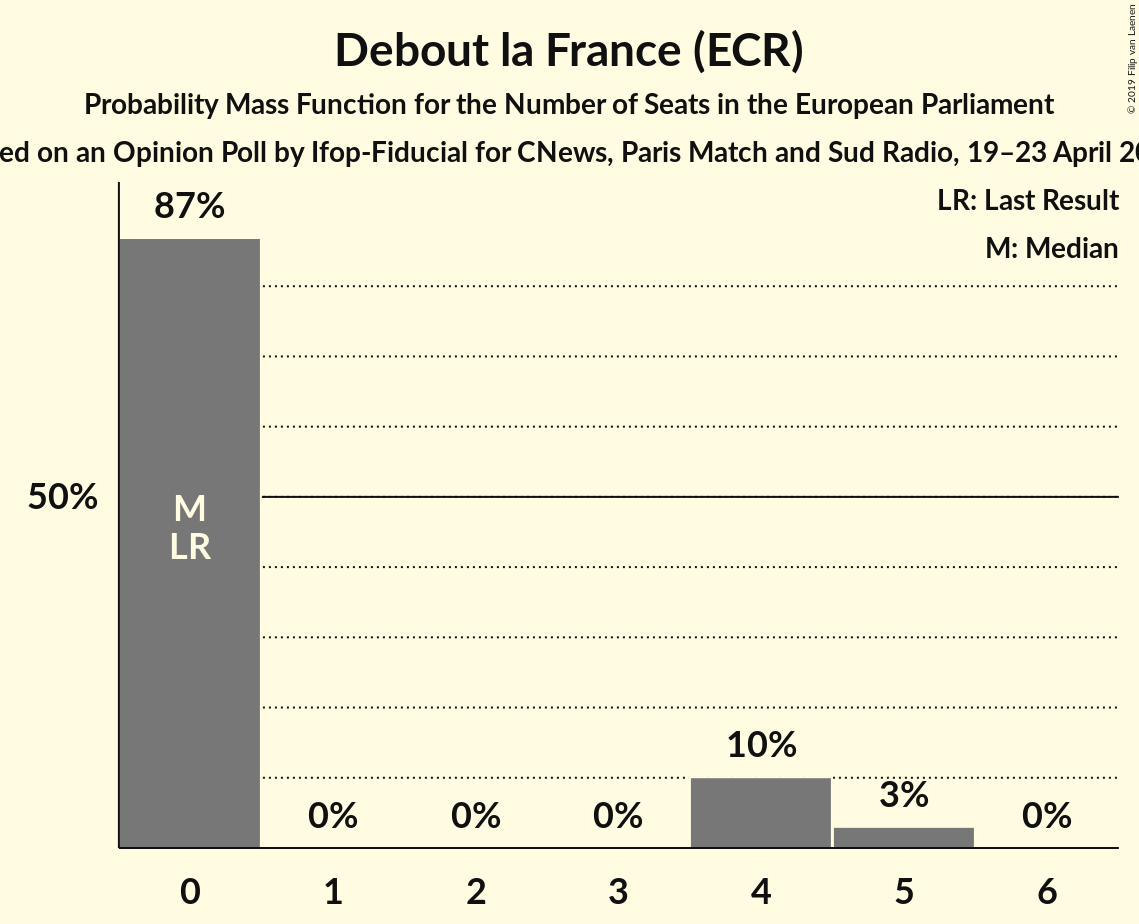 Debout la France (ECR)
Probability Mass Function for the Number of Seats in the European Parliament
on an Opinion Poll by Ifop-Fiducial for CNews, Paris Match and Sud Radio, 19–23 April
© 2019 Filip van Laenen
LR: Last Result
M: Median
87%
50%
M
LR
10%
3%
0%
0%
0%
0%
0
1
2
3
4
5
6